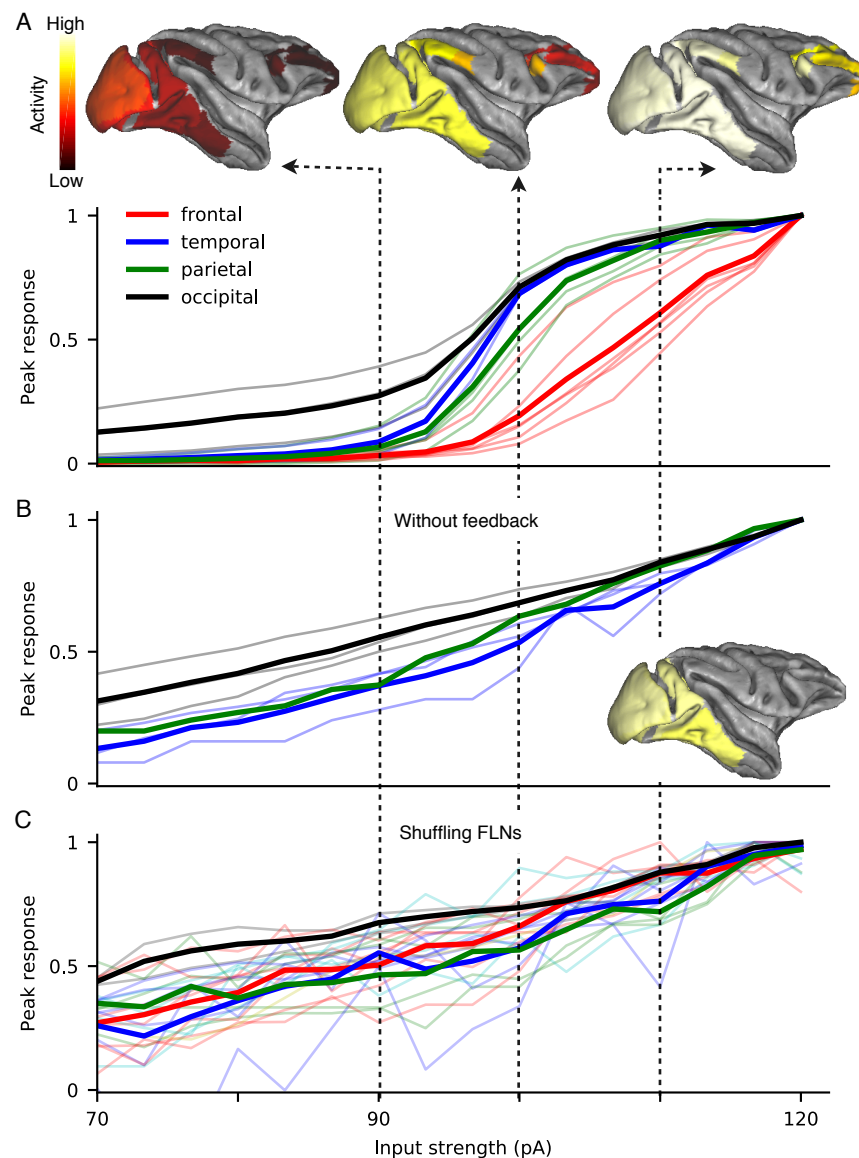 A
High
Activity
Low
1
0.5
0
Peak response
frontal
temporal
parietal
occipital
B
Without feedback
1
0.5
0
Peak response
C
Shuffling FLNs
1
0.5
0
Peak response
70
90
120
Input strength (pA)